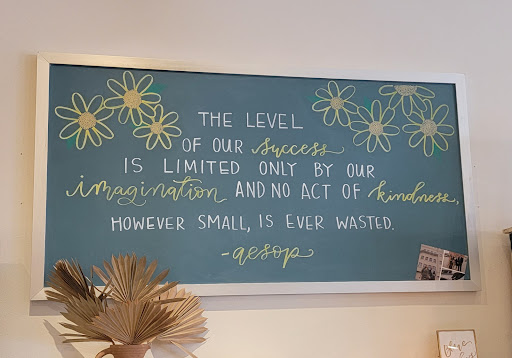 THE LEVEL
OF OUR success
IS LIMITED ONLY BY OUR
imagination AND NO ACT OF kindness,
HOWEVER SMALL, IS EVER WASTED.
-aesop